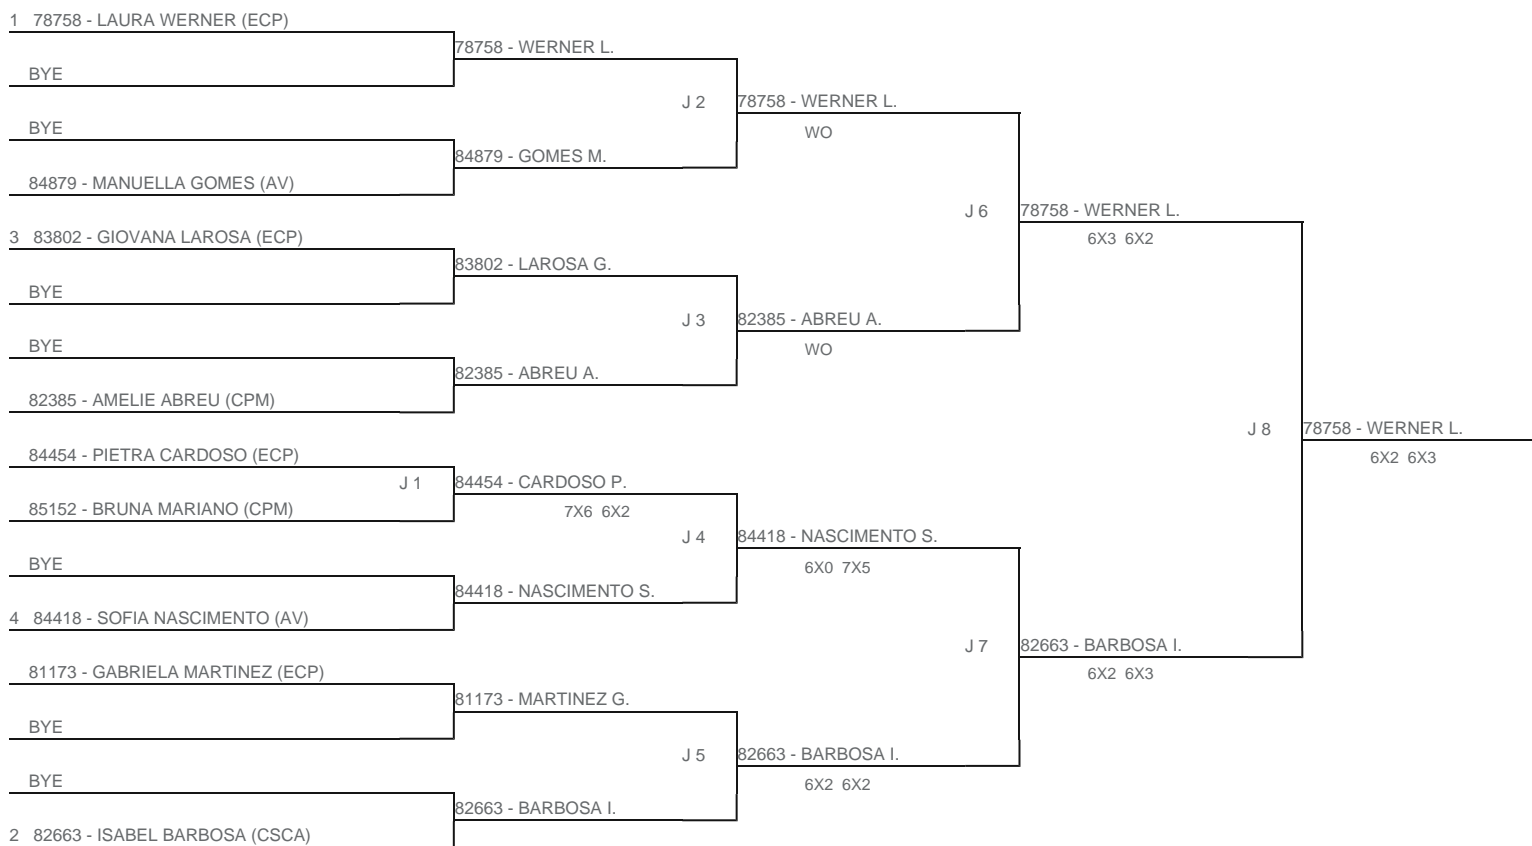 1 78758 - LAURA WERNER (ECP)
78758 - WERNER L.
BYE
J 2
78758 - WERNER L.
WO
BYE
84879 - GOMES M.
84879 - MANUELLA GOMES (AV)
J 6
78758 - WERNER L.
6X3 6X2
3 83802 - GIOVANA LAROSA (ECP)
83802 - LAROSA G.
BYE
J 3
82385 - ABREU A.
WO
BYE
82385 - ABREU A.
82385 - AMELIE ABREU (CPM)
J 8
78758 - WERNER L.
6X2 6X3
84454 - PIETRA CARDOSO (ECP)
J 1
84454 - CARDOSO P.
7X6 6X2
85152 - BRUNA MARIANO (CPM)
J 4
84418 - NASCIMENTO S.
6X0 7X5
BYE
84418 - NASCIMENTO S.
4 84418 - SOFIA NASCIMENTO (AV)
J 7
82663 - BARBOSA I.
6X2 6X3
81173 - GABRIELA MARTINEZ (ECP)
81173 - MARTINEZ G.
BYE
J 5
82663 - BARBOSA I.
6X2 6X2
BYE
82663 - BARBOSA I.
2 82663 - ISABEL BARBOSA (CSCA)